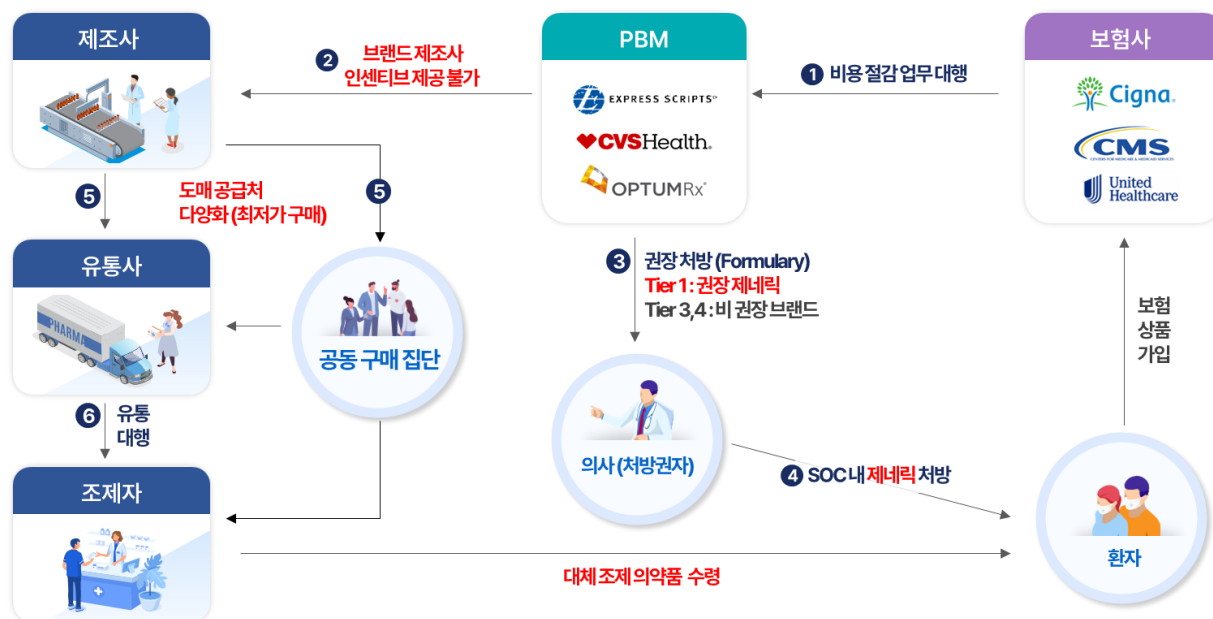 제조사
PBM
보험사
2 브랜드 제조사
인센티브 제공 불가
1 비용 절감 업무 대행
EXPRESS SCRIPTS®
CVSHealth.
OPTUMRx®
Cigna.
CMS
CENTERS FOR MEDICARE & MEDICAID SERVICES
United
Healthcare
5
도매 공급처
다양화 (최저가 구매)
5
유통사
PHARMA
공동 구매 집단
3 권장 처방 (Formulary)
Tier 1 : 권장 제네릭
Tier 3,4 : 비 권장 브랜드
보험
상품
가입
6 유통
대행
의사 (처방권자)
4 SOC 내 제네릭 처방
조제자
환자
대체 조제 의약품 수령